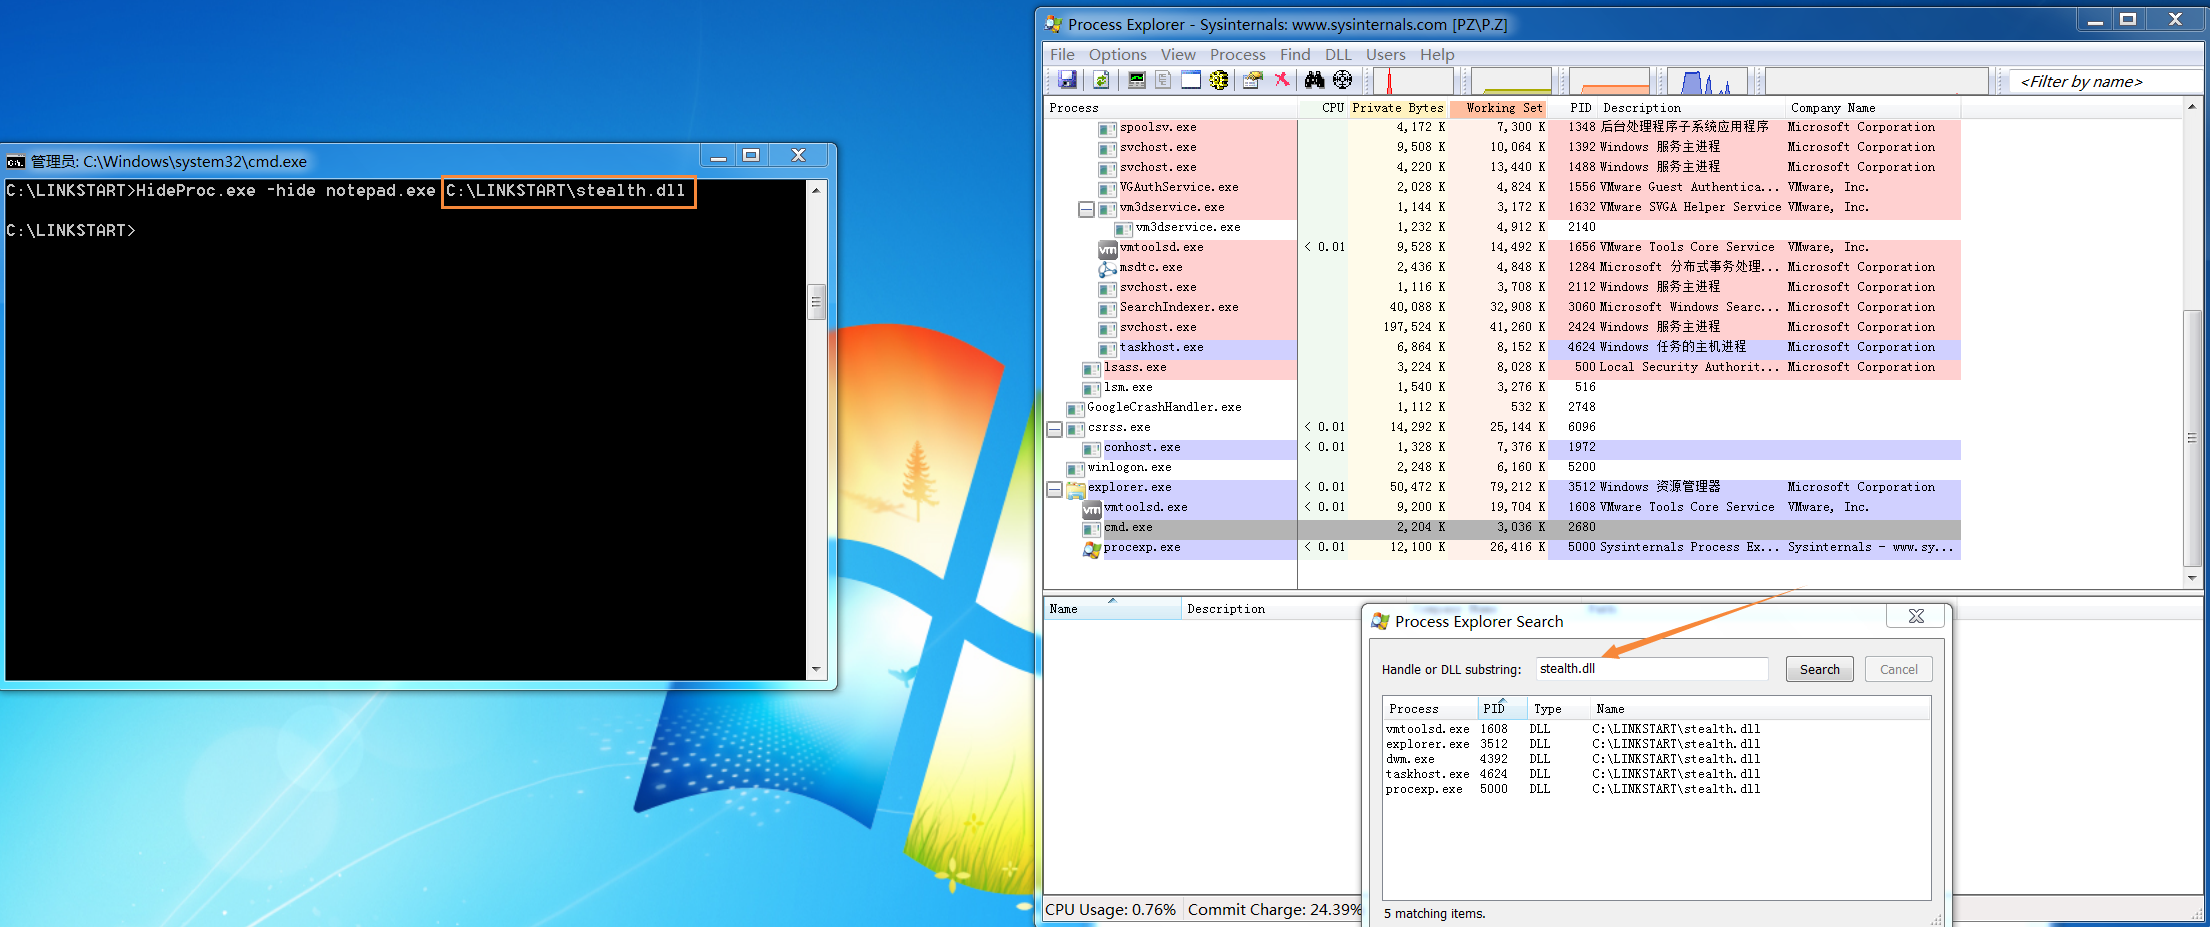 管理员: C:\Windows\system32\cmd.exe
C:\LINKSTART>HideProc.exe -hide notepad.exe C:\LINKSTART\stealth.dll
C:\LINKSTART>
Process Explorer - Sysinternals: www.sysinternals.com [PZ\P.Z]
File Options View Process Find DLL Users Help
<Filter by name>
Process CPU Private Bytes Working Set PID Description Company Name
spoolsv.exe 4,172 K 7,300 K 1348 后台处理程序子系统应用程序 Microsoft Corporation
svchost.exe 9,508 K 10,064 K 1392 Windows 服务主进程 Microsoft Corporation
svchost.exe 4,220 K 13,440 K 1488 Windows 服务主进程 Microsoft Corporation
VGAuthService.exe 2,028 K 4,824 K 1556 VMware Guest Authentica... VMware, Inc.
vm3dservice.exe 1,144 K 3,172 K 1632 VMware SVGA Helper Service VMware, Inc.
vm3dservice.exe 1,232 K 4,912 K 2140
vmtoolsd.exe < 0.01 9,528 K 14,492 K 1656 VMware Tools Core Service VMware, Inc.
msdtc.exe 2,436 K 4,848 K 1284 Microsoft 分布式事务处理... Microsoft Corporation
svchost.exe 1,116 K 3,708 K 2112 Windows 服务主进程 Microsoft Corporation
SearchIndexer.exe 40,088 K 32,908 K 3060 Microsoft Windows Searc... Microsoft Corporation
svchost.exe 197,524 K 41,260 K 2424 Windows 服务主进程 Microsoft Corporation
taskhost.exe 6,864 K 8,152 K 4624 Windows 任务的主机进程 Microsoft Corporation
lsass.exe 3,224 K 8,028 K 500 Local Security Authorit... Microsoft Corporation
lsm.exe 1,540 K 3,276 K 516
GoogleCrashHandler.exe 1,112 K 532 K 2748
csrss.exe < 0.01 14,292 K 25,144 K 6096
conhost.exe < 0.01 1,328 K 7,376 K 1972
winlogon.exe 2,248 K 6,160 K 5200
explorer.exe < 0.01 50,472 K 79,212 K 3512 Windows 资源管理器 Microsoft Corporation
vmtoolsd.exe < 0.01 9,200 K 19,704 K 1608 VMware Tools Core Service VMware, Inc.
cmd.exe 2,204 K 3,036 K 2680
procexp.exe < 0.01 12,100 K 26,416 K 5000 Sysinternals Process Ex... Sysinternals - www.sy...
Name Description
Process Explorer Search
Handle or DLL substring: stealth.dll Search Cancel
Process PID Type Name
vmtoolsd.exe 1608 DLL C:\LINKSTART\stealth.dll
explorer.exe 3512 DLL C:\LINKSTART\stealth.dll
dwm.exe 4392 DLL C:\LINKSTART\stealth.dll
taskhost.exe 4624 DLL C:\LINKSTART\stealth.dll
procexp.exe 5000 DLL C:\LINKSTART\stealth.dll
5 matching items.
CPU Usage: 0.76% Commit Charge: 24.39%